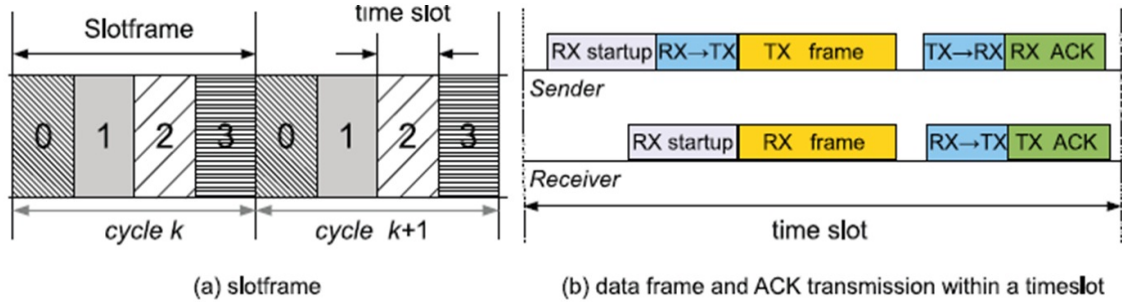 Slotframe
time slot
0 1 2 3 0 1 2 3
cycle k
cycle k+1
(a) slotframe
RX startup RX→TX TX frame TX→RX RX ACK
Sender
RX startup RX frame RX→TX TX ACK
Receiver
time slot
(b) data frame and ACK transmission within a timeslot